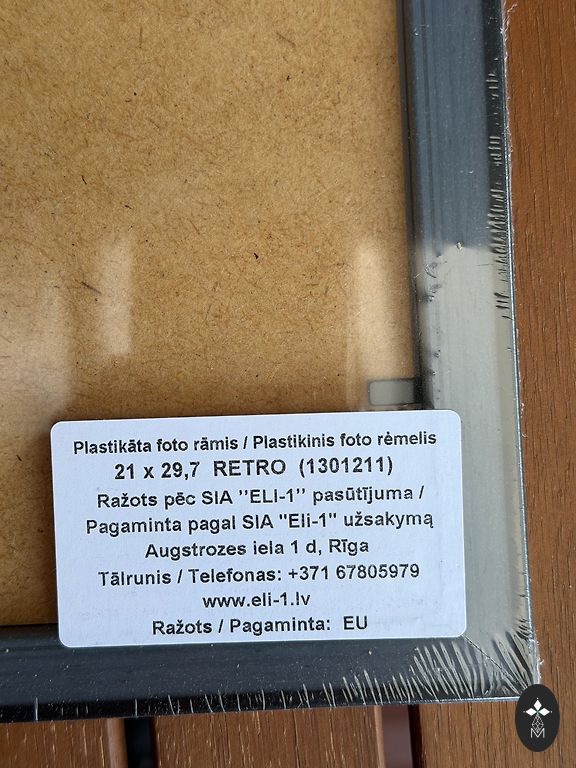 Plastikāta foto rāmis / Plastikinis foto rėmelis
21 x 29,7 RETRO (1301211)
Ražots pēc SIA ’’ELI-1’’ pasūtījuma /
Pagaminta pagal SIA "Eli-1" užsakymą
Augstrozes iela 1 d, Rīga
Tālrunis / Telefonas: +371 67805979
www.eli-1.lv
Ražots / Pagaminta: EU
M